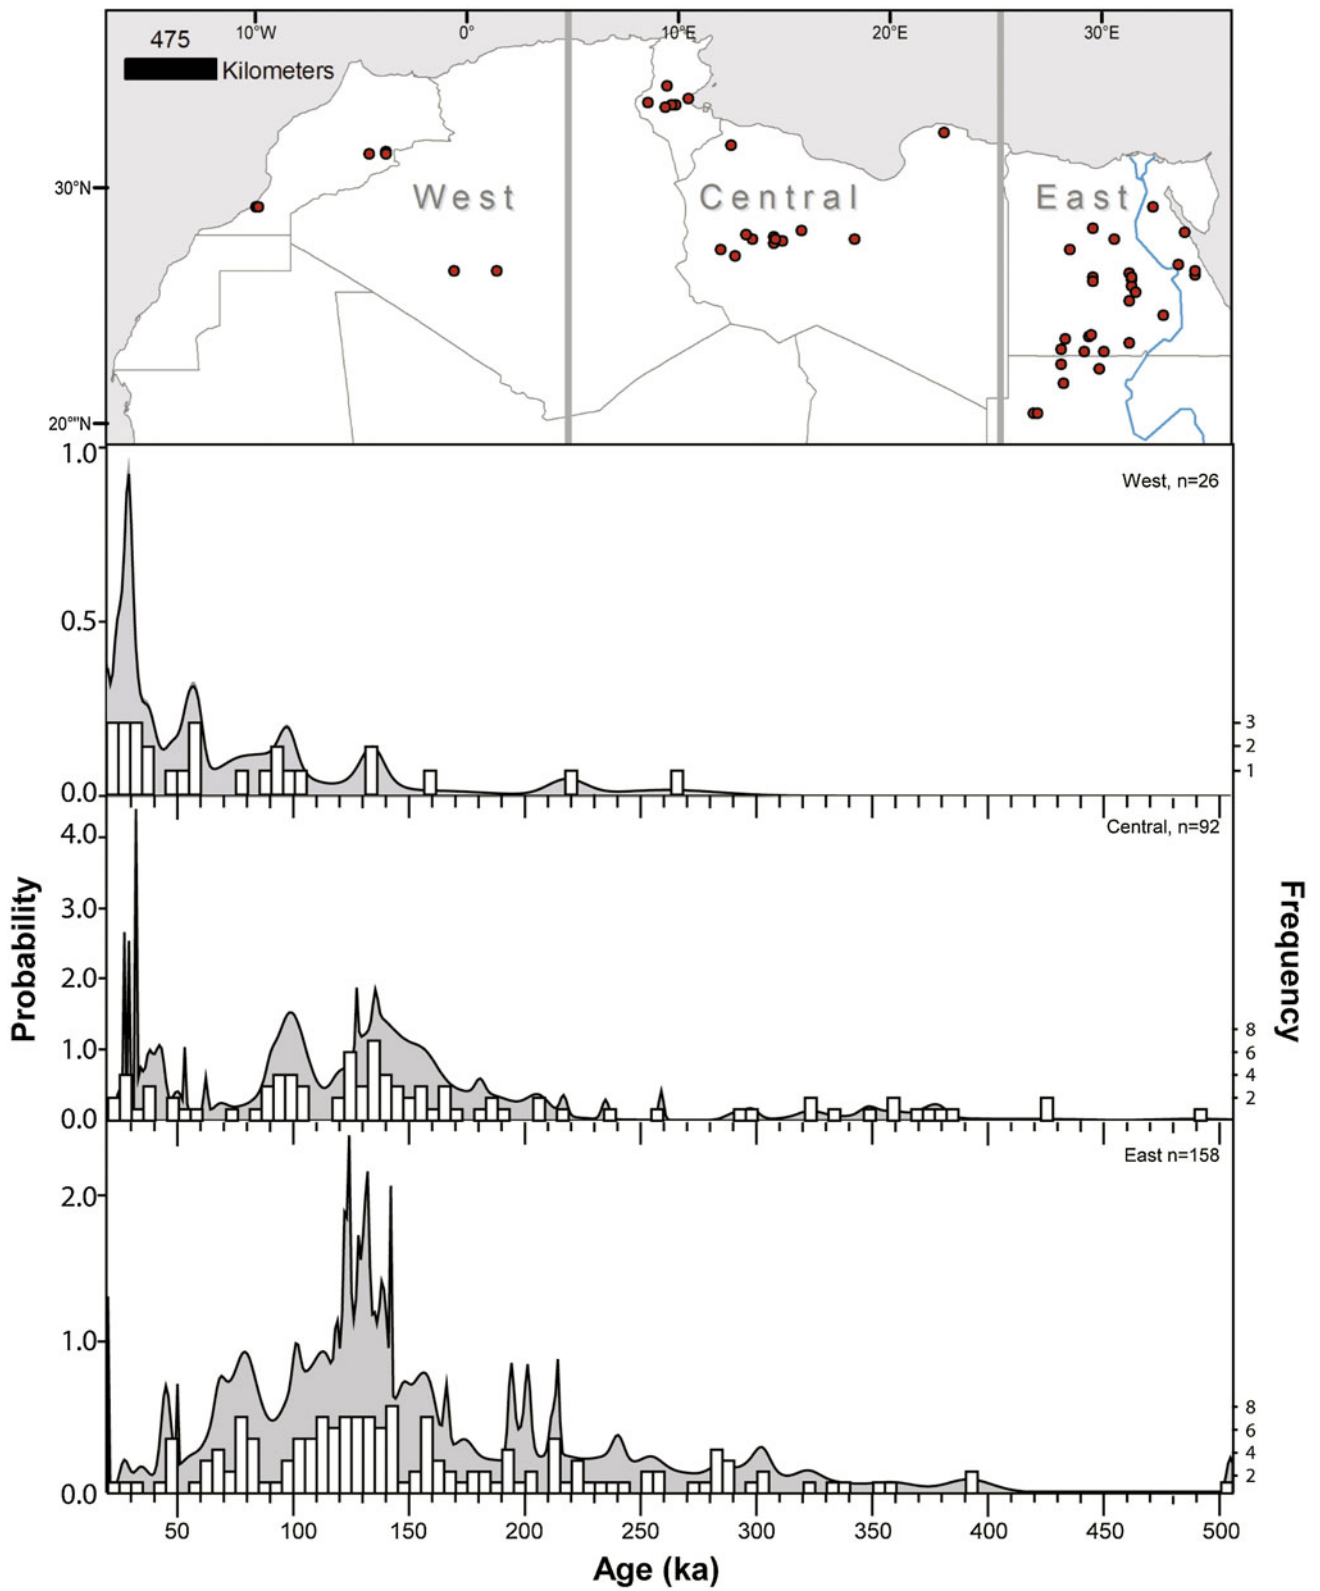 10°W 0° 10°E 20°E 30°E
475
Kilometers
30°N
West Central East
20°'"N
1.0
West, n=26
0.5
3
2
1
0.0
Central, n=92
4.0
3.0
2.0
8
1.0
6
4
2
0.0
East n=158
2.0
1.0
8
6
4
2
0.0
Probability
Frequency
50 100 150 200 250 300 350 400 450 500
Age (ka)